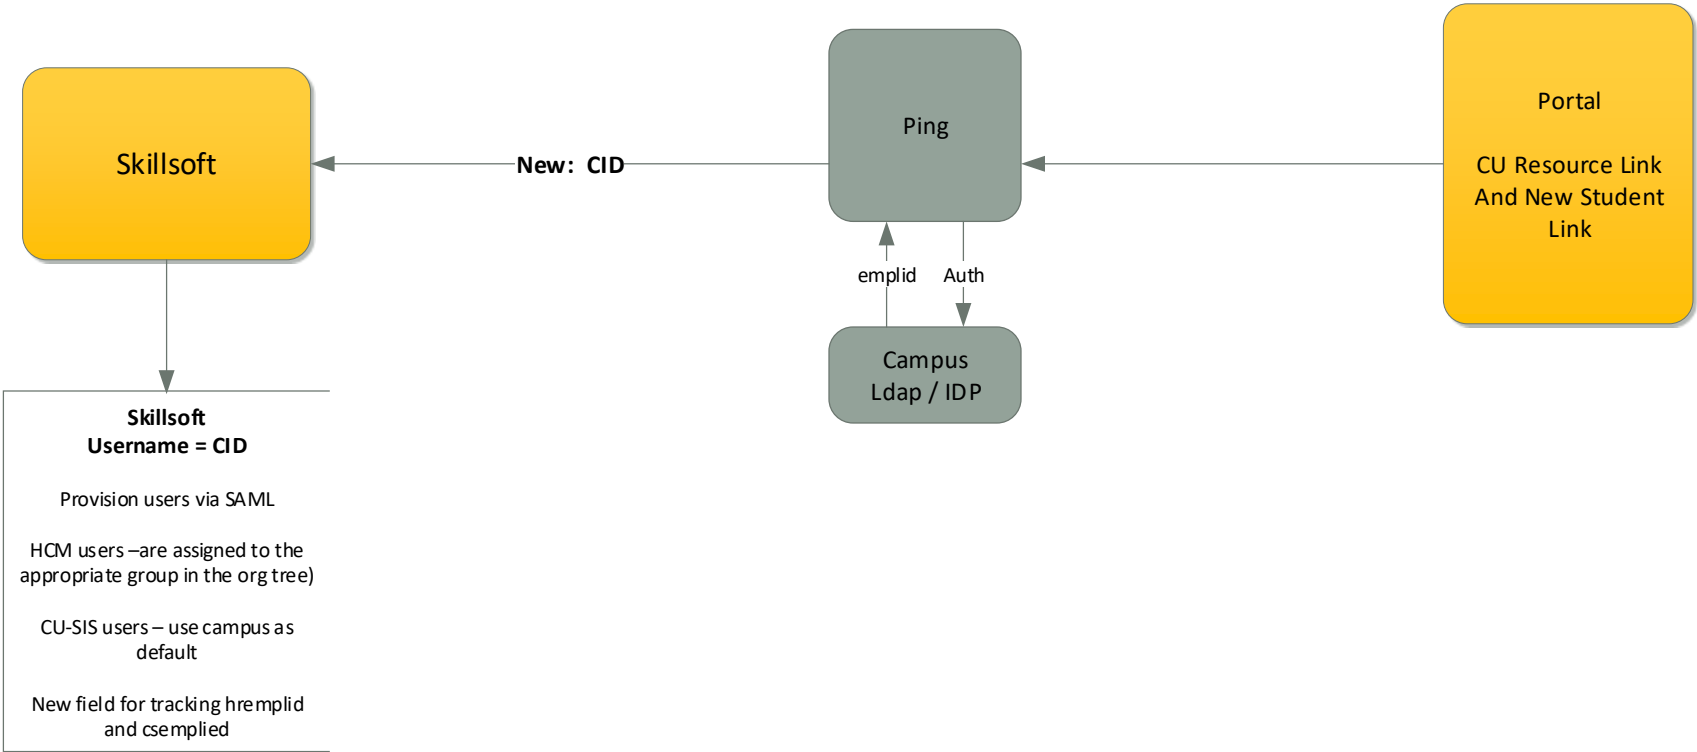 Skillsoft
New:  CID
Ping
Portal
CU Resource Link
And New Student
Link
emplid
Auth
Campus
Ldap / IDP
Skillsoft
Username = CID
Provision users via SAML
HCM users –are assigned to the
appropriate group in the org tree)
CU-SIS users – use campus as
default
New field for tracking hremplid
and csemplied